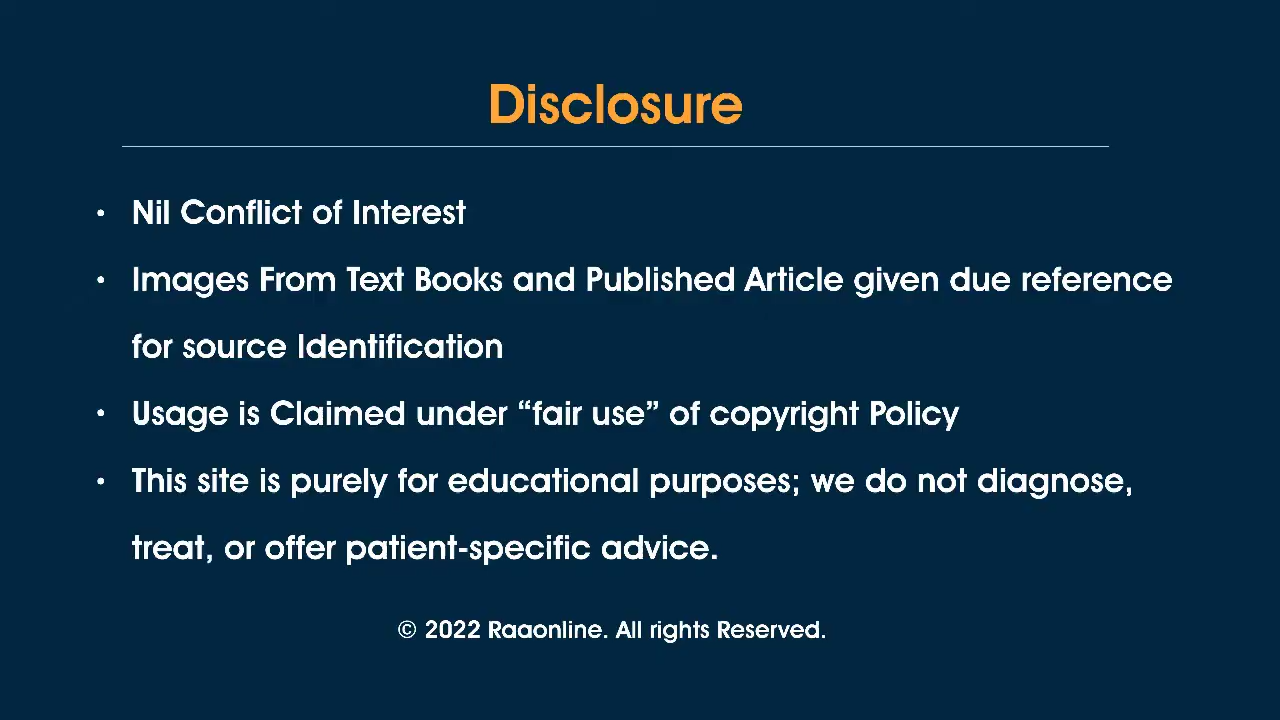 Disclosure
• Nil Conflict of Interest
• Images From Text Books and Published Article given due reference
for source Identification
• Usage is Claimed under “fair use” of copyright Policy
• This site is purely for educational purposes; we do not diagnose,
treat, or offer patient-specific advice.
© 2022 Raaonline. All rights Reserved.